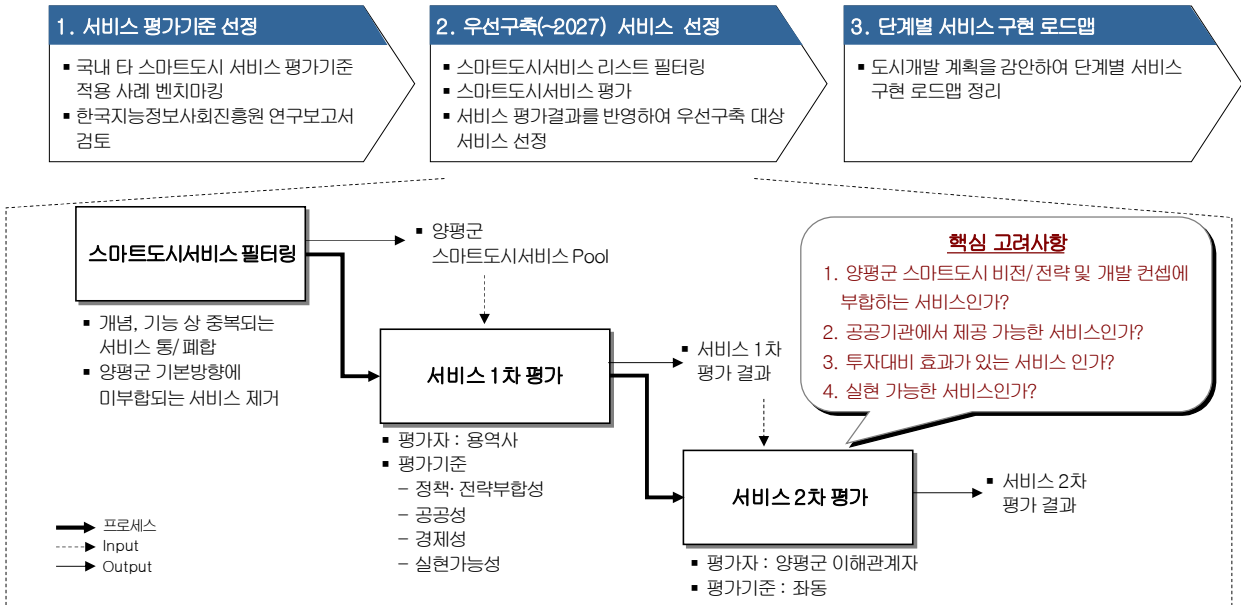 1. 서비스 평가기준 선정
▪ 국내 타 스마트도시 서비스 평가기준
적용 사례 벤치마킹
▪ 한국지능정보사회진흥원 연구보고서
검토
2. 우선구축(~2027) 서비스 선정
▪ 스마트도시서비스 리스트 필터링
▪ 스마트도시서비스 평가
▪ 서비스 평가결과를 반영하여 우선구축 대상
서비스 선정
3. 단계별 서비스 구현 로드맵
▪ 도시개발 계획을 감안하여 단계별 서비스
구현 로드맵 정리
스마트도시서비스 필터링
▪ 개념, 기능 상 중복되는
서비스 통/폐합
▪ 양평군 기본방향에
미부합되는 서비스 제거
▪ 양평군
스마트도시서비스 Pool
서비스 1차 평가
▪ 평가자 : 용역사
▪ 평가기준
– 정책·전략부합성
– 공공성
– 경제성
– 실현가능성
▪ 서비스 1차
평가 결과
핵심 고려사항
1. 양평군 스마트도시 비전/전략 및 개발 컨셉에
부합하는 서비스인가?
2. 공공기관에서 제공 가능한 서비스인가?
3. 투자대비 효과가 있는 서비스 인가?
4. 실현 가능한 서비스인가?
서비스 2차 평가
▪ 평가자 : 양평군 이해관계자
▪ 평가기준 : 좌동
▪ 서비스 2차
평가 결과
프로세스
Input
Output